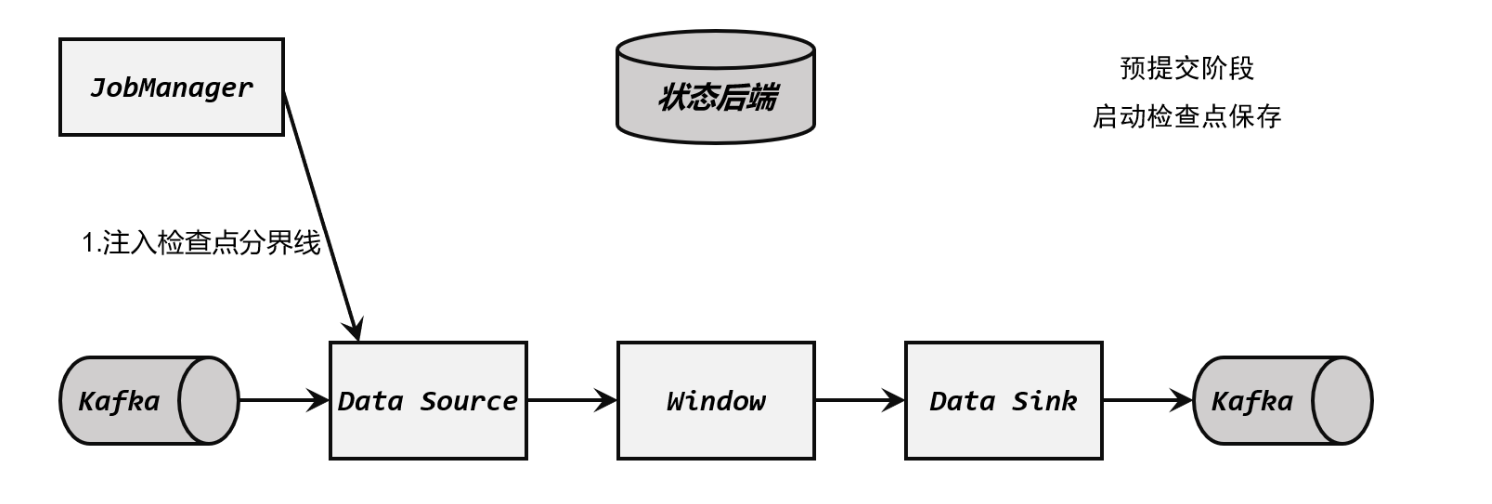 JobManager
状态后端
预提交阶段
启动检查点保存
1.注入检查点分界线
Kafka
Data Source
Window
Data Sink
Kafka